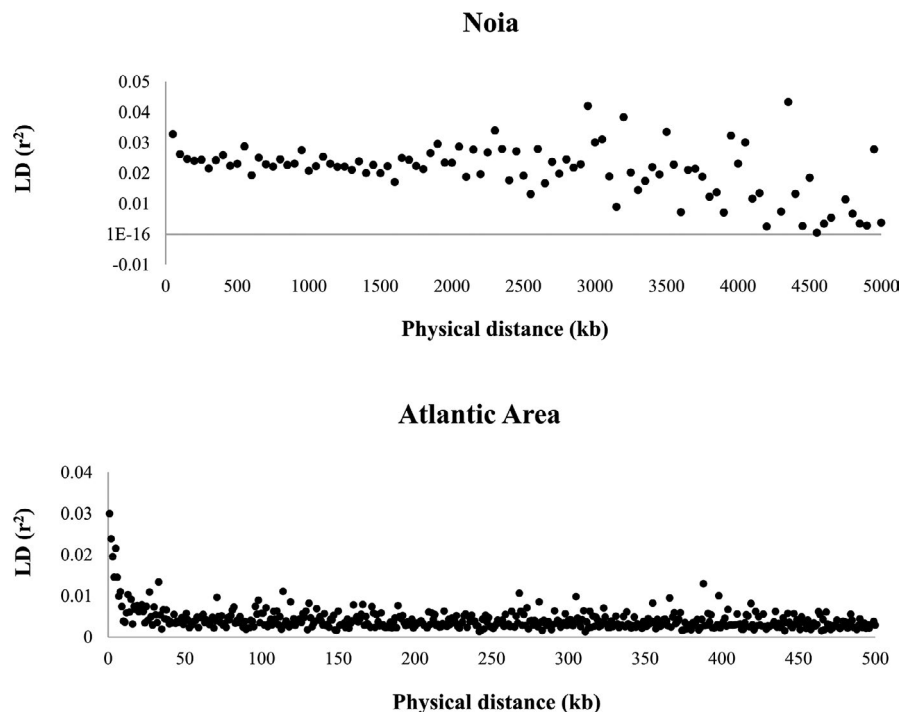 Noia
LD (r²)
0.05
0.04
0.03
0.02
0.01
1E-16
-0.01
0 500 1000 1500 2000 2500 3000 3500 4000 4500 5000
Physical distance (kb)
Atlantic Area
LD (r²)
0.04
0.03
0.02
0.01
0
0 50 100 150 200 250 300 350 400 450 500
Physical distance (kb)